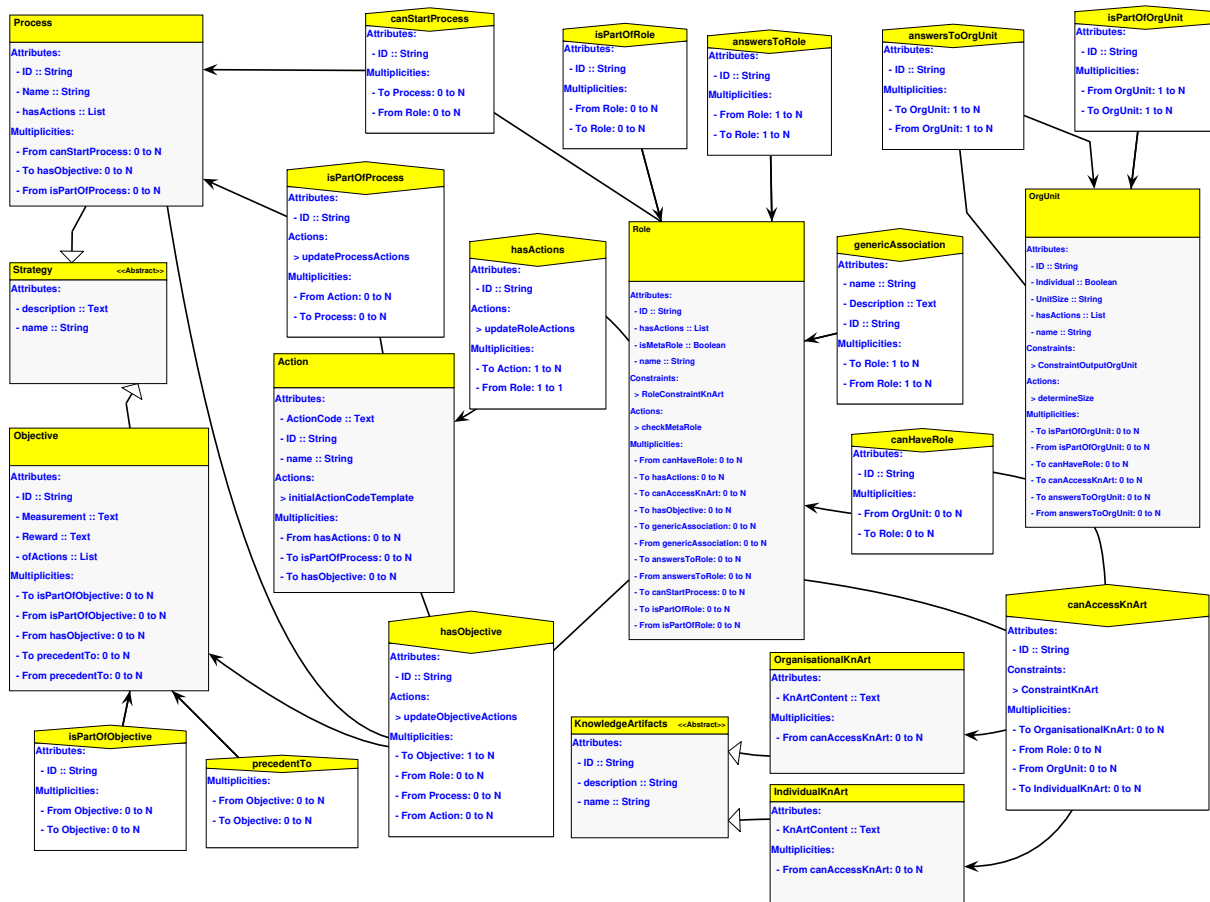 Process
Attributes:
- ID :: String
- Name :: String
- hasActions :: List
Multiplicities:
- From canStartProcess: 0 to N
- To hasObjective: 0 to N
- From isPartOfProcess: 0 to N
canStartProcess
Attributes:
- ID :: String
Multiplicities:
- To Process: 0 to N
- From Role: 0 to N
isPartOfRole
Attributes:
- ID :: String
Multiplicities:
- From Role: 0 to N
- To Role: 0 to N
answersToRole
Attributes:
- ID :: String
Multiplicities:
- From Role: 1 to N
- To Role: 1 to N
answersToOrgUnit
Attributes:
- ID :: String
Multiplicities:
- To OrgUnit: 1 to N
- From OrgUnit: 1 to N
isPartOfOrgUnit
Attributes:
- ID :: String
Multiplicities:
- From OrgUnit: 1 to N
- To OrgUnit: 1 to N
isPartOfProcess
Attributes:
- ID :: String
Actions:
> updateProcessActions
Multiplicities:
- From Action: 0 to N
- To Process: 0 to N
hasActions
Attributes:
- ID :: String
Actions:
> updateRoleActions
Multiplicities:
- To Action: 1 to N
- From Role: 1 to 1
Role
Attributes:
- ID :: String
- hasActions :: List
- isMetaRole :: Boolean
- name :: String
Constraints:
> RoleConstraintKnArt
Actions:
> checkMetaRole
Multiplicities:
- From canHaveRole: 0 to N
- To hasActions: 0 to N
- To canAccessKnArt: 0 to N
- To hasObjective: 0 to N
- To genericAssociation: 0 to N
- From genericAssociation: 0 to N
- To answersToRole: 0 to N
- From answersToRole: 0 to N
- To canStartProcess: 0 to N
- To isPartOfRole: 0 to N
- From isPartOfRole: 0 to N
genericAssociation
Attributes:
- name :: String
- Description :: Text
- ID :: String
Multiplicities:
- To Role: 1 to N
- From Role: 1 to N
OrgUnit
Attributes:
- ID :: String
- Individual :: Boolean
- UnitSize :: String
- hasActions :: List
- name :: String
Constraints:
> ConstraintOutputOrgUnit
Actions:
> determineSize
Multiplicities:
- To isPartOfOrgUnit: 0 to N
- From isPartOfOrgUnit: 0 to N
- To canHaveRole: 0 to N
- To canAccessKnArt: 0 to N
- To answersToOrgUnit: 0 to N
- From answersToOrgUnit: 0 to N
Strategy <<Abstract>>
Attributes:
- description :: Text
- name :: String
Action
Attributes:
- ActionCode :: Text
- ID :: String
- name :: String
Actions:
> initialActionCodeTemplate
Multiplicities:
- From hasActions: 0 to N
- To isPartOfProcess: 0 to N
- To hasObjective: 0 to N
canHaveRole
Attributes:
- ID :: String
Multiplicities:
- From OrgUnit: 0 to N
- To Role: 0 to N
Objective
Attributes:
- ID :: String
- Measurement :: Text
- Reward :: Text
- ofActions :: List
Multiplicities:
- To isPartOfObjective: 0 to N
- From isPartOfObjective: 0 to N
- From hasObjective: 0 to N
- To precedentTo: 0 to N
- From precedentTo: 0 to N
hasObjective
Attributes:
- ID :: String
Actions:
> updateObjectiveActions
Multiplicities:
- To Objective: 1 to N
- From Role: 0 to N
- From Process: 0 to N
- From Action: 0 to N
canAccessKnArt
Attributes:
- ID :: String
Constraints:
> ConstraintKnArt
Multiplicities:
- To OrganisationalKnArt: 0 to N
- From Role: 0 to N
- From OrgUnit: 0 to N
- To IndividualKnArt: 0 to N
OrganisationalKnArt
Attributes:
- KnArtContent :: Text
Multiplicities:
- From canAccessKnArt: 0 to N
KnowledgeArtifacts <<Abstract>>
Attributes:
- ID :: String
- description :: String
- name :: String
IndividualKnArt
Attributes:
- KnArtContent :: Text
Multiplicities:
- From canAccessKnArt: 0 to N
isPartOfObjective
Attributes:
- ID :: String
Multiplicities:
- From Objective: 0 to N
- To Objective: 0 to N
precedentTo
Multiplicities:
- From Objective: 0 to N
- To Objective: 0 to N